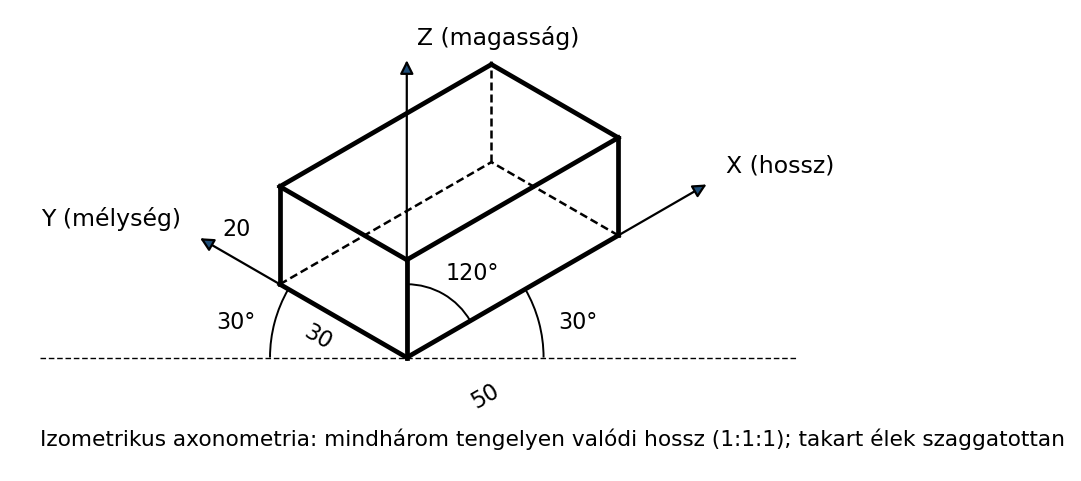 Z (magasság)
X (hossz)
Y (mélység)
20
120°
30°
30
30°
50
Izometrikus axonometria: mindhárom tengelyen valódi hossz (1:1:1); takart élek szaggatottan